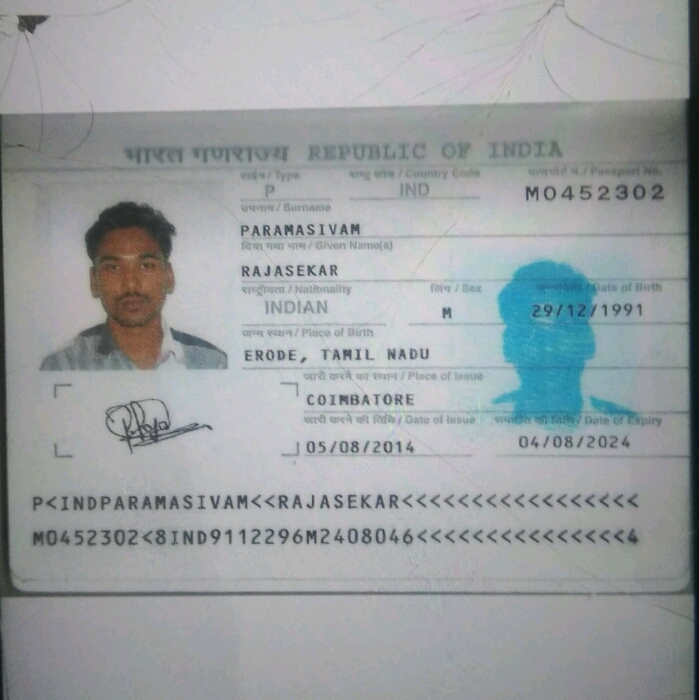 भारत गणराज्य REPUBLIC OF INDIA
टाईप / Type राष्ट्र कोड / Country Code पासपोर्ट न. / Passport No.
P IND M0452302
उपनाम / Surname
PARAMASIVAM
दिया गया नाम / Given Name(s)
RAJASEKAR
राष्ट्रीयता / Nationality लिंग / Sex जन्मतिथि / Date of Birth
INDIAN M 29/12/1991
जन्म स्थान / Place of Birth
ERODE, TAMIL NADU
जारी करने का स्थान / Place of Issue
COIMBATORE
जारी करने की तिथि / Date of Issue समाप्ति की तिथि / Date of Expiry
05/08/2014 04/08/2024
P<INDPARAMASIVAM<<RAJASEKAR<<<<<<<<<<<<<<<<<
M0452302<8IND9112296M2408046<<<<<<<<<<<<<<<4